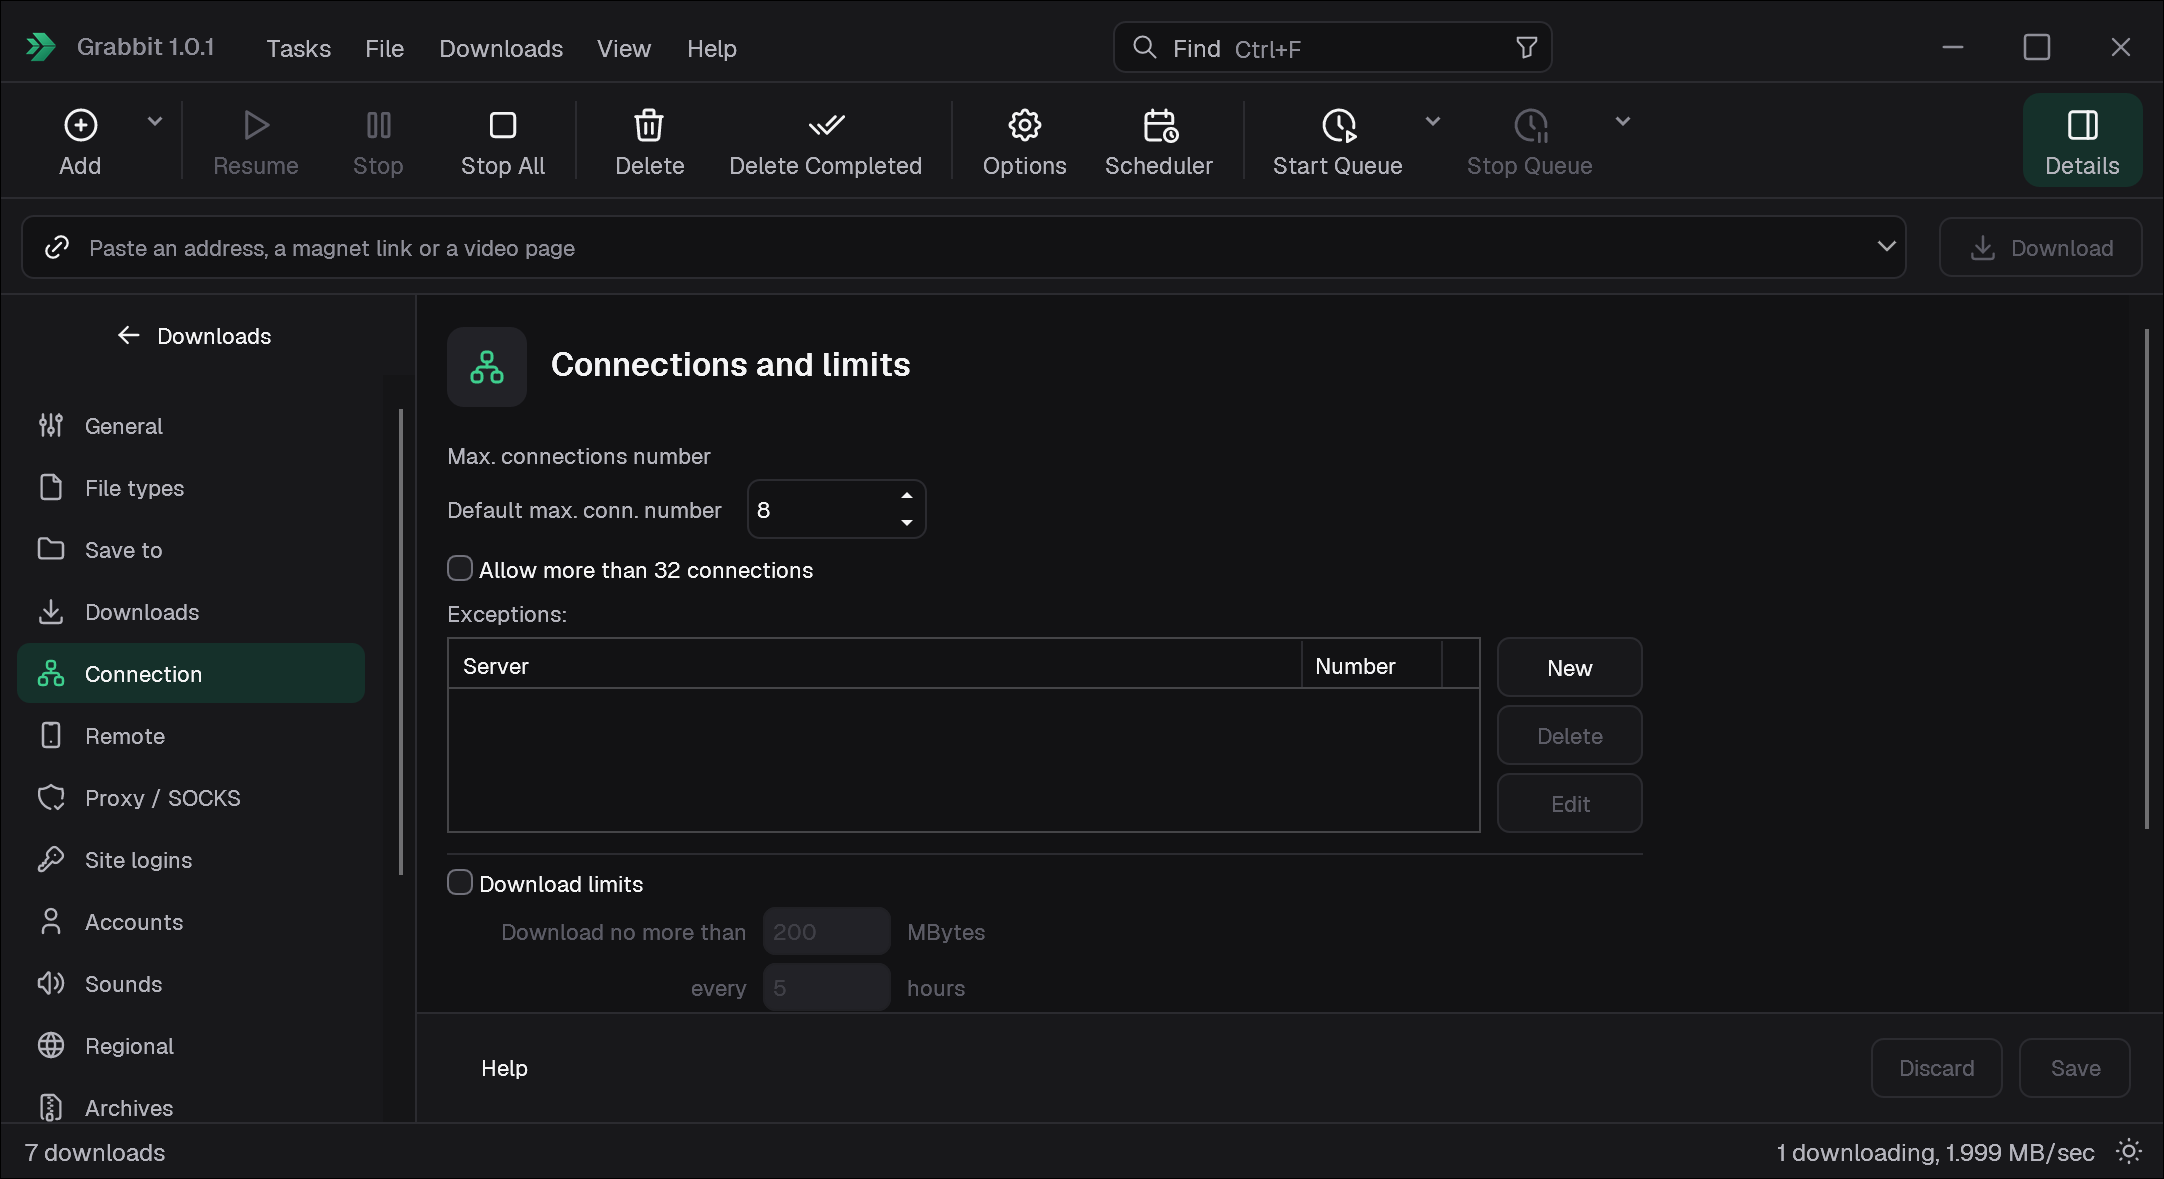 Grabbit 1.0.1 Tasks File Downloads View Help Find Ctrl+F
Add Resume Stop Stop All Delete Delete Completed Options Scheduler Start Queue Stop Queue Details
Paste an address, a magnet link or a video page Download
Downloads
General
File types
Save to
Downloads
Connection
Remote
Proxy / SOCKS
Site logins
Accounts
Sounds
Regional
Archives
Connections and limits
Max. connections number
Default max. conn. number 8
Allow more than 32 connections
Exceptions:
Server Number
New
Delete
Edit
Download limits
Download no more than 200 MBytes
every 5 hours
Help Discard Save
7 downloads 1 downloading, 1.999 MB/sec